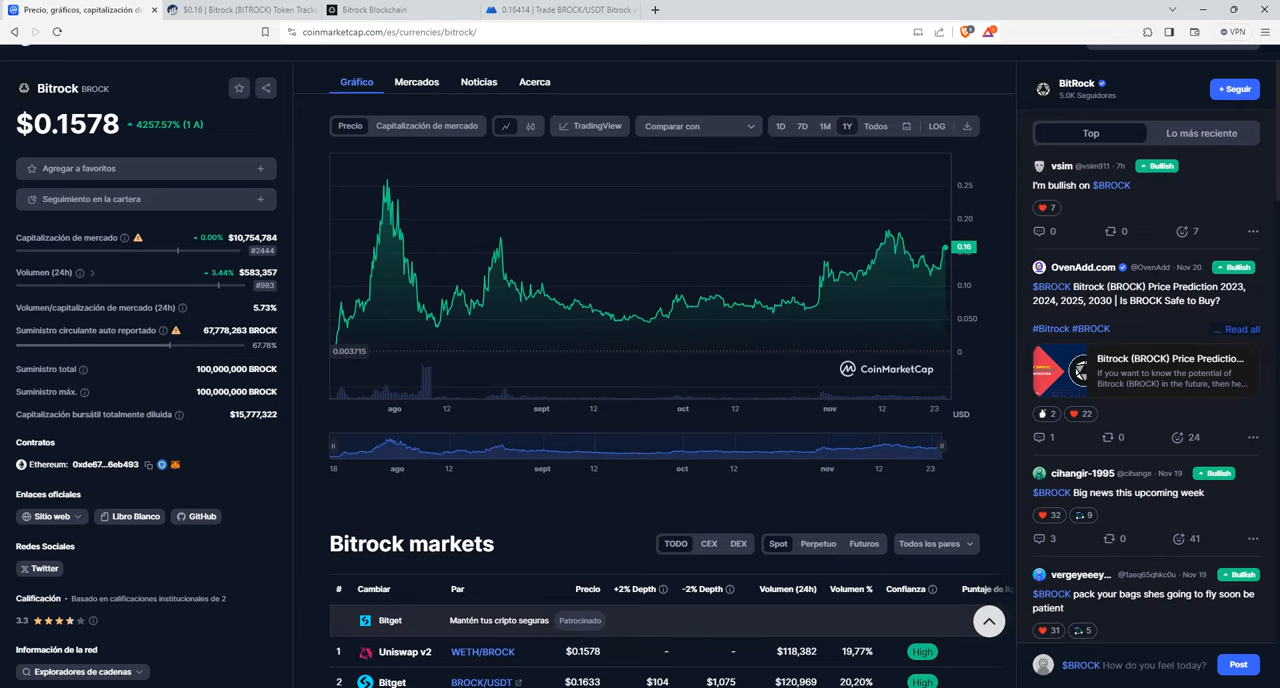 Precio, gráficos, capitalización de
$0.16 | Bitrock (BITROCK) Token Track
Bitrock Blockchain
0.16414 | Trade BROCK/USDT Bitrock
coinmarketcap.com/es/currencies/bitrock/
VPN
Bitrock BROCK
$0.1578 4257.57% (1 A)
Agregar a favoritos
Seguimiento en la cartera
Capitalización de mercado 0.00% $10,754,784
#2444
Volumen (24h) 3.44% $583,357
#983
Volumen/capitalización de mercado (24h) 5.73%
Suministro circulante auto reportado 67,778,263 BROCK
67.78%
Suministro total 100,000,000 BROCK
Suministro máx. 100,000,000 BROCK
Capitalización bursátil totalmente diluida $15,777,322
Contratos
Ethereum: 0xde67...6eb493
Enlaces oficiales
Sitio web Libro Blanco GitHub
Redes Sociales
Twitter
Calificación · Basado en calificaciones institucionales de 2
3.3
Información de la red
Exploradores de cadenas
Gráfico Mercados Noticias Acerca
Precio Capitalización de mercado TradingView Comparar con 1D 7D 1M 1Y Todos LOG
0.25
0.20
0.16
0.10
0.050
0
0.003715
CoinMarketCap
ago 12 sept 12 oct 12 nov 12 23 USD
18 ago 12 sept 12 oct 12 nov 12 23
Bitrock markets
TODO CEX DEX Spot Perpetuo Futuros Todos los pares
# Cambiar Par Precio +2% Depth -2% Depth Volumen (24h) Volumen % Confianza Puntaje de liq
Bitget Mantén tus cripto seguras Patrocinado
1 Uniswap v2 WETH/BROCK $0.1578 - - $118,382 19,77% High
2 Bitget BROCK/USDT $0.1633 $104 $1,075 $120,969 20,20% High
BitRock
5.0K Seguidores
+ Seguir
Top Lo más reciente
vsim @vsim911 · 7h Bullish
I'm bullish on $BROCK
7
0 0 7
OvenAdd.com @OvenAdd · Nov 20 Bullish
$BROCK Bitrock (BROCK) Price Prediction 2023,
2024, 2025, 2030 | Is BROCK Safe to Buy?
#Bitrock #BROCK ... Read all
Bitrock (BROCK) Price Predictio...
If you want to know the potential of
Bitrock (BROCK) in the future, then he...
2 22
1 0 24
cihangir-1995 @cihange · Nov 19 Bullish
$BROCK Big news this upcoming week
32 9
3 0 41
vergeyeeey... @1aeq65qhkc0u · Nov 19 Bullish
$BROCK pack your bags shes going to fly soon be
patient
31 5
$BROCK How do you feel today? Post